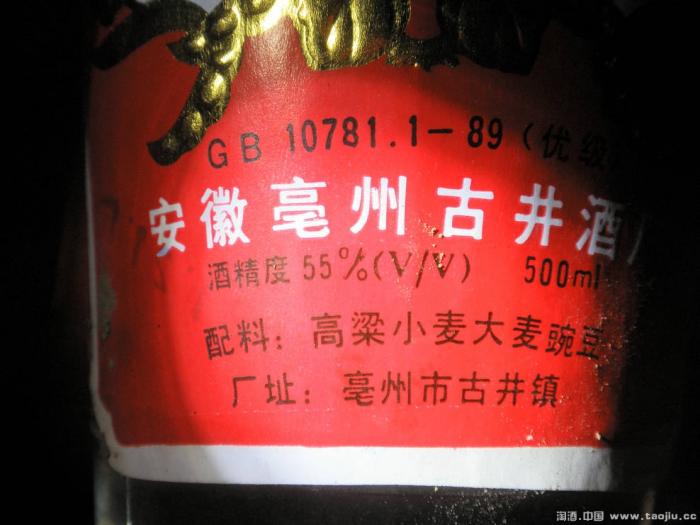 GB 10781.1-89(优级
安徽亳州古井酒
酒精度 55%(V/V) 500ml
配料：高粱小麦大麦豌豆
厂址：亳州市古井镇
淘酒.中国 www.taojiu.cc